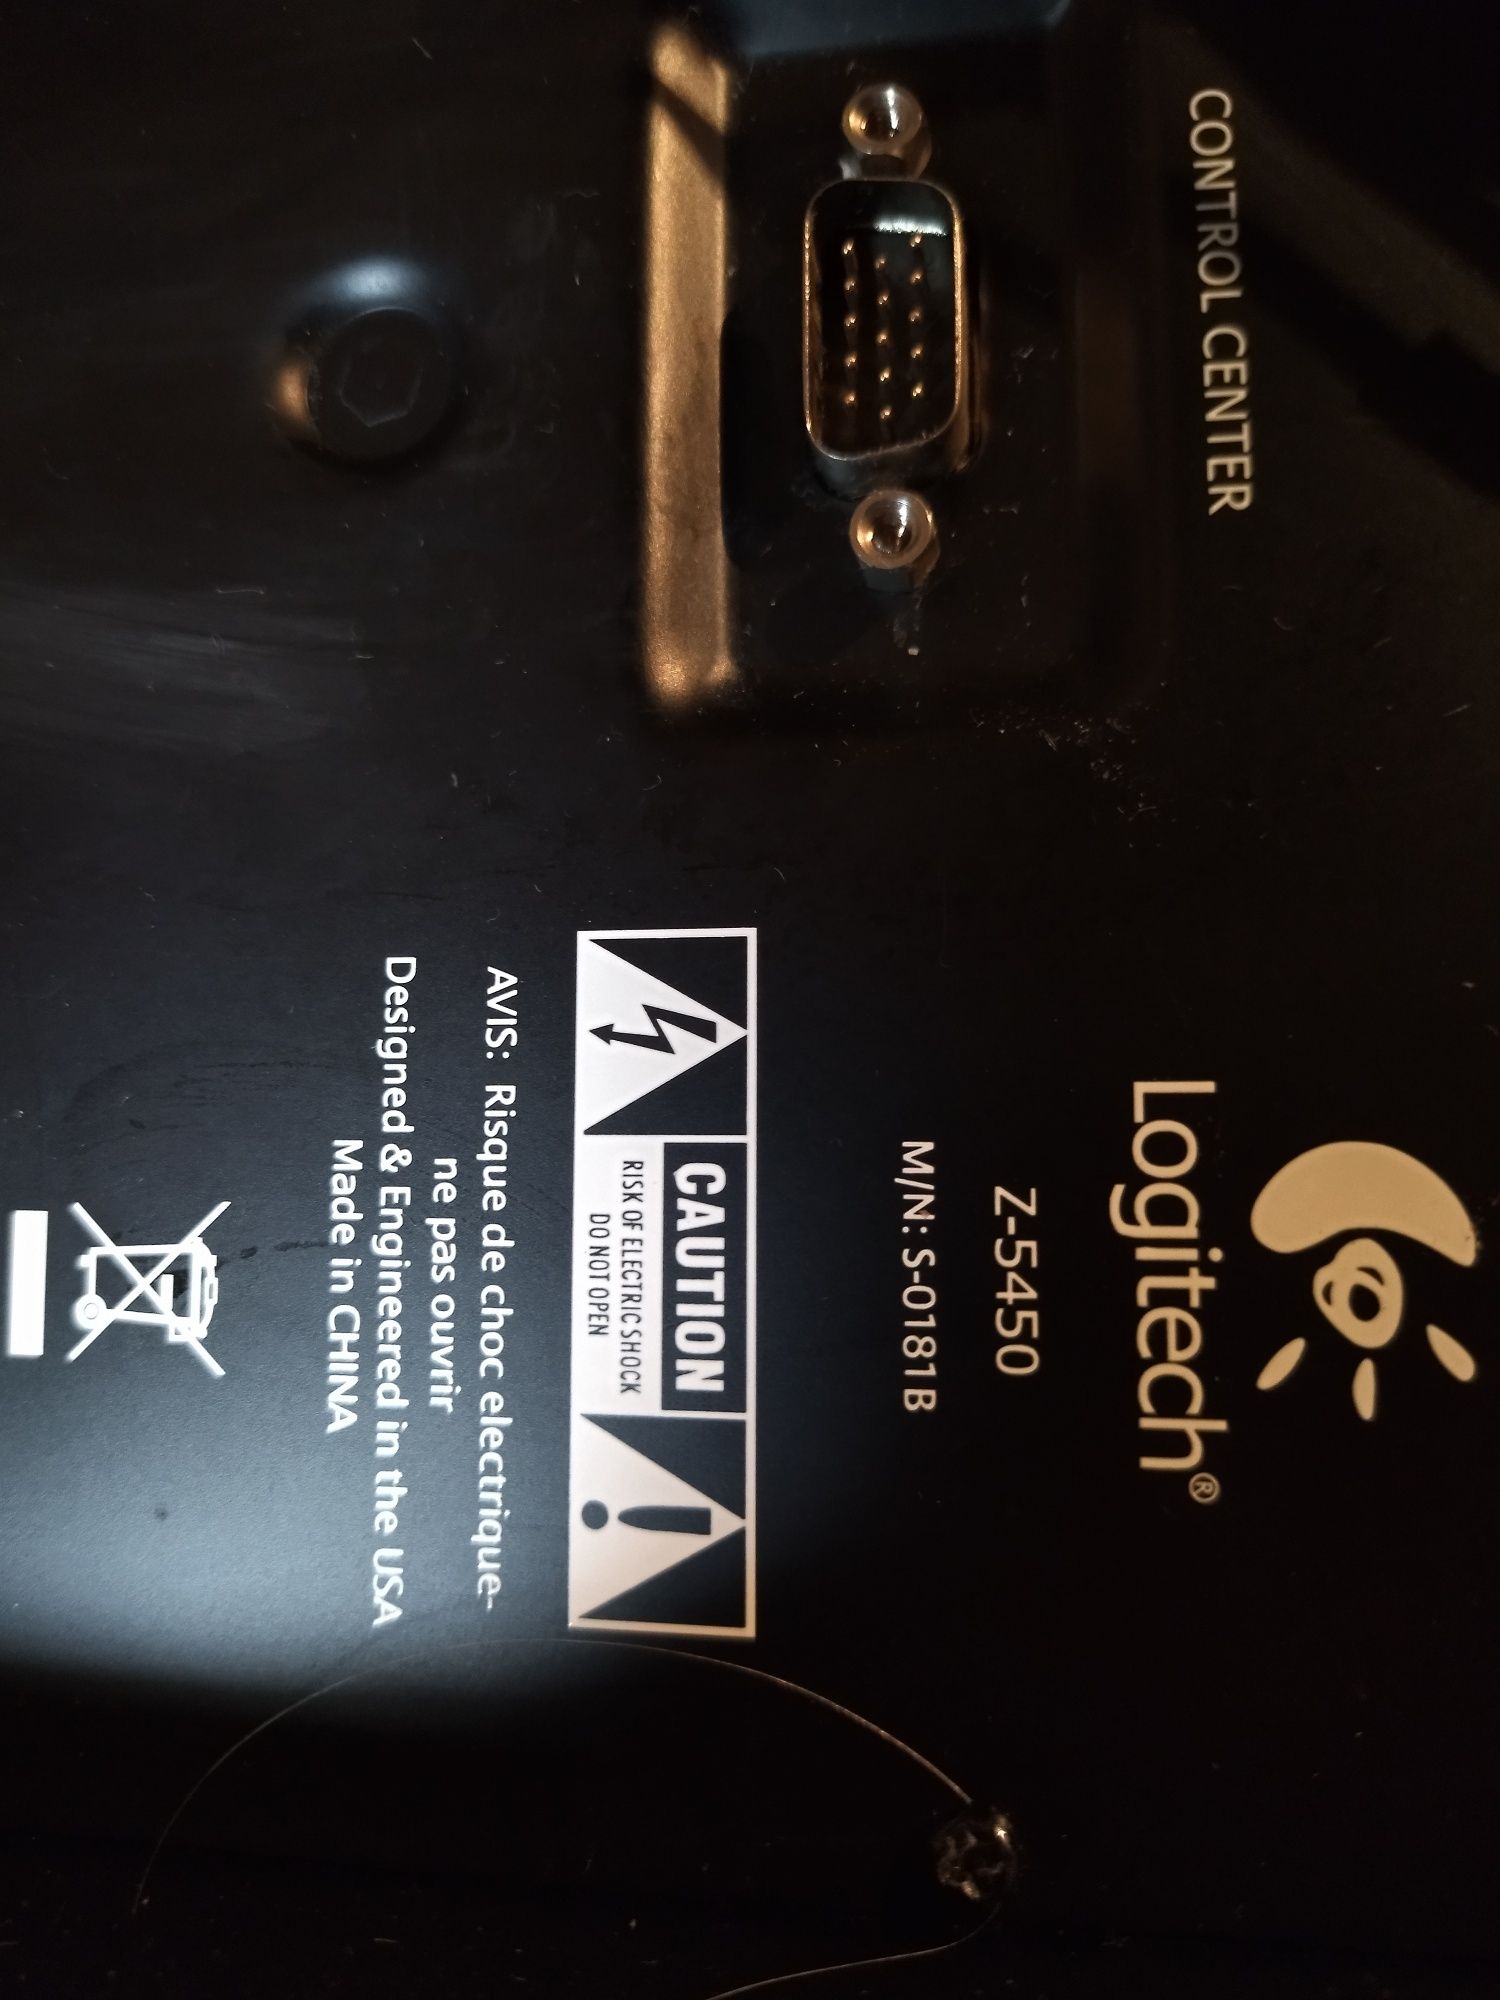 CONTROL CENTER
Logitech®
Z-5450
M/N: S-0181B
CAUTION
RISK OF ELECTRIC SHOCK
DO NOT OPEN
AVIS: Risque de choc electrique-
ne pas ouvrir
Designed & Engineered in the USA
Made in CHINA